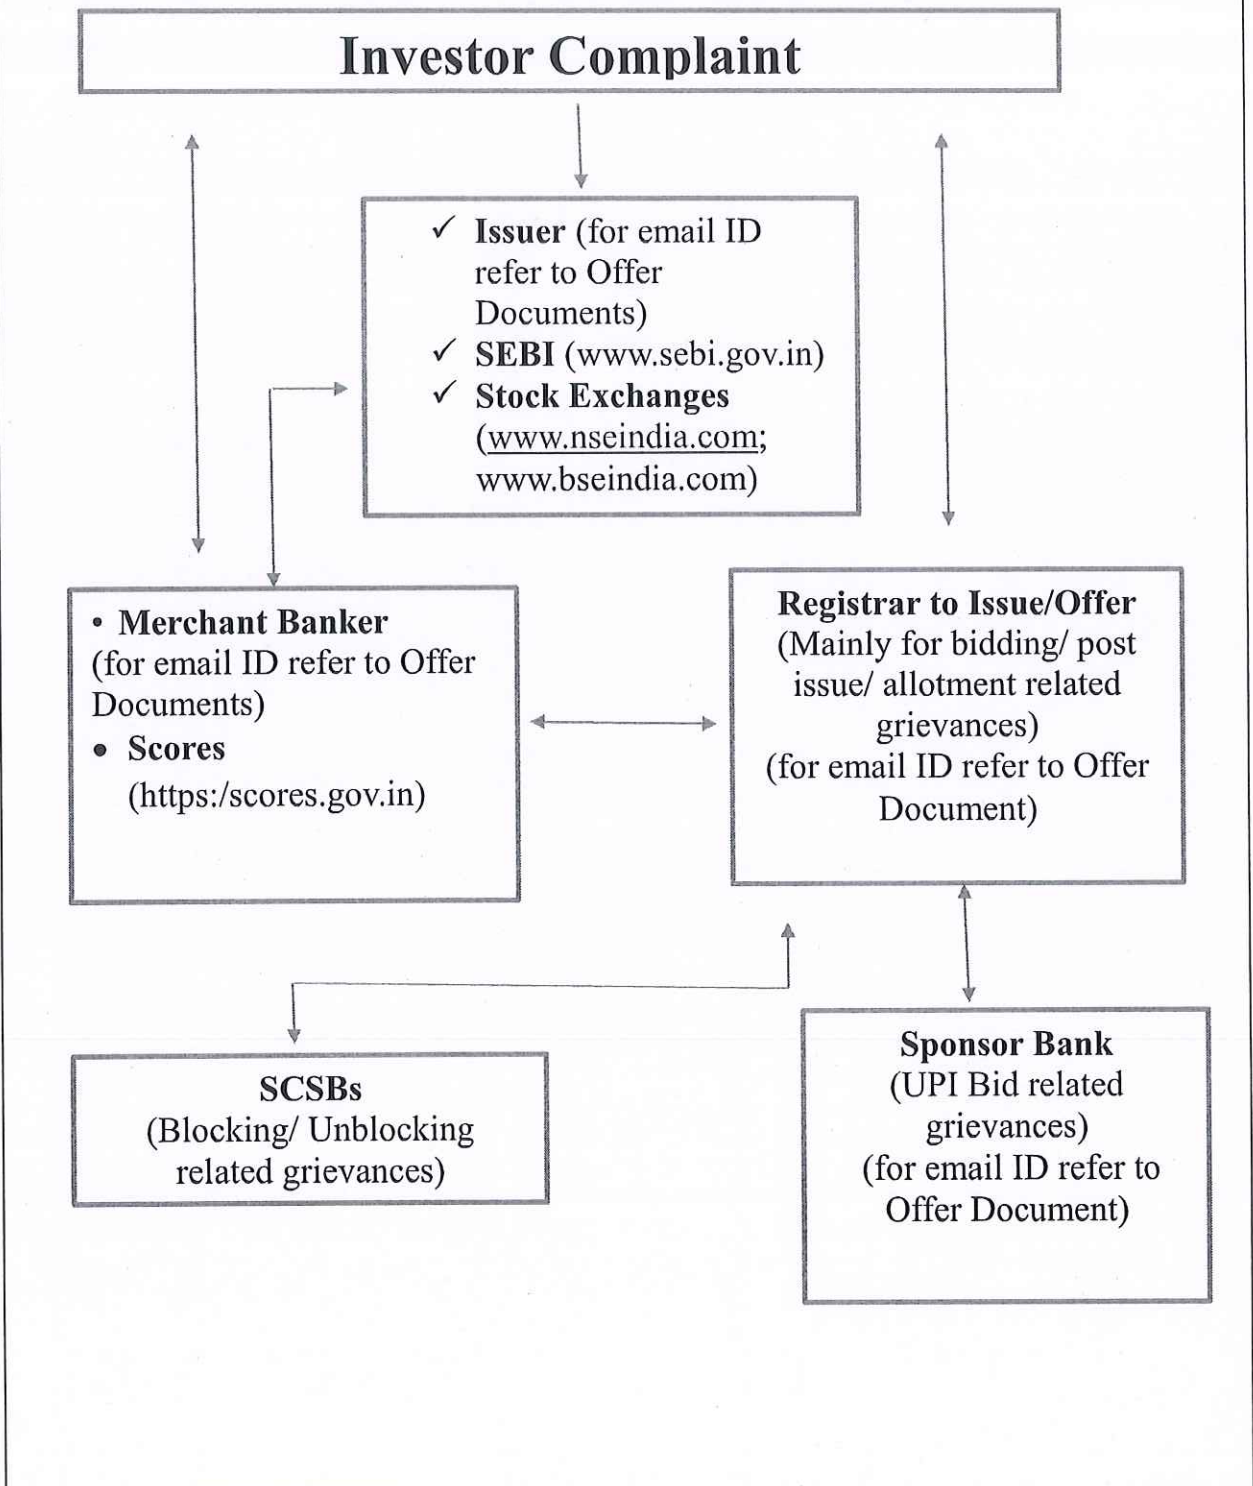 Investor Complaint
✓ Issuer (for email ID
refer to Offer
Documents)
✓ SEBI (www.sebi.gov.in)
✓ Stock Exchanges
(www.nseindia.com;
www.bseindia.com)
• Merchant Banker
(for email ID refer to Offer
Documents)
• Scores
(https:/scores.gov.in)
Registrar to Issue/Offer
(Mainly for bidding/ post
issue/ allotment related
grievances)
(for email ID refer to Offer
Document)
SCSBs
(Blocking/ Unblocking
related grievances)
Sponsor Bank
(UPI Bid related
grievances)
(for email ID refer to
Offer Document)